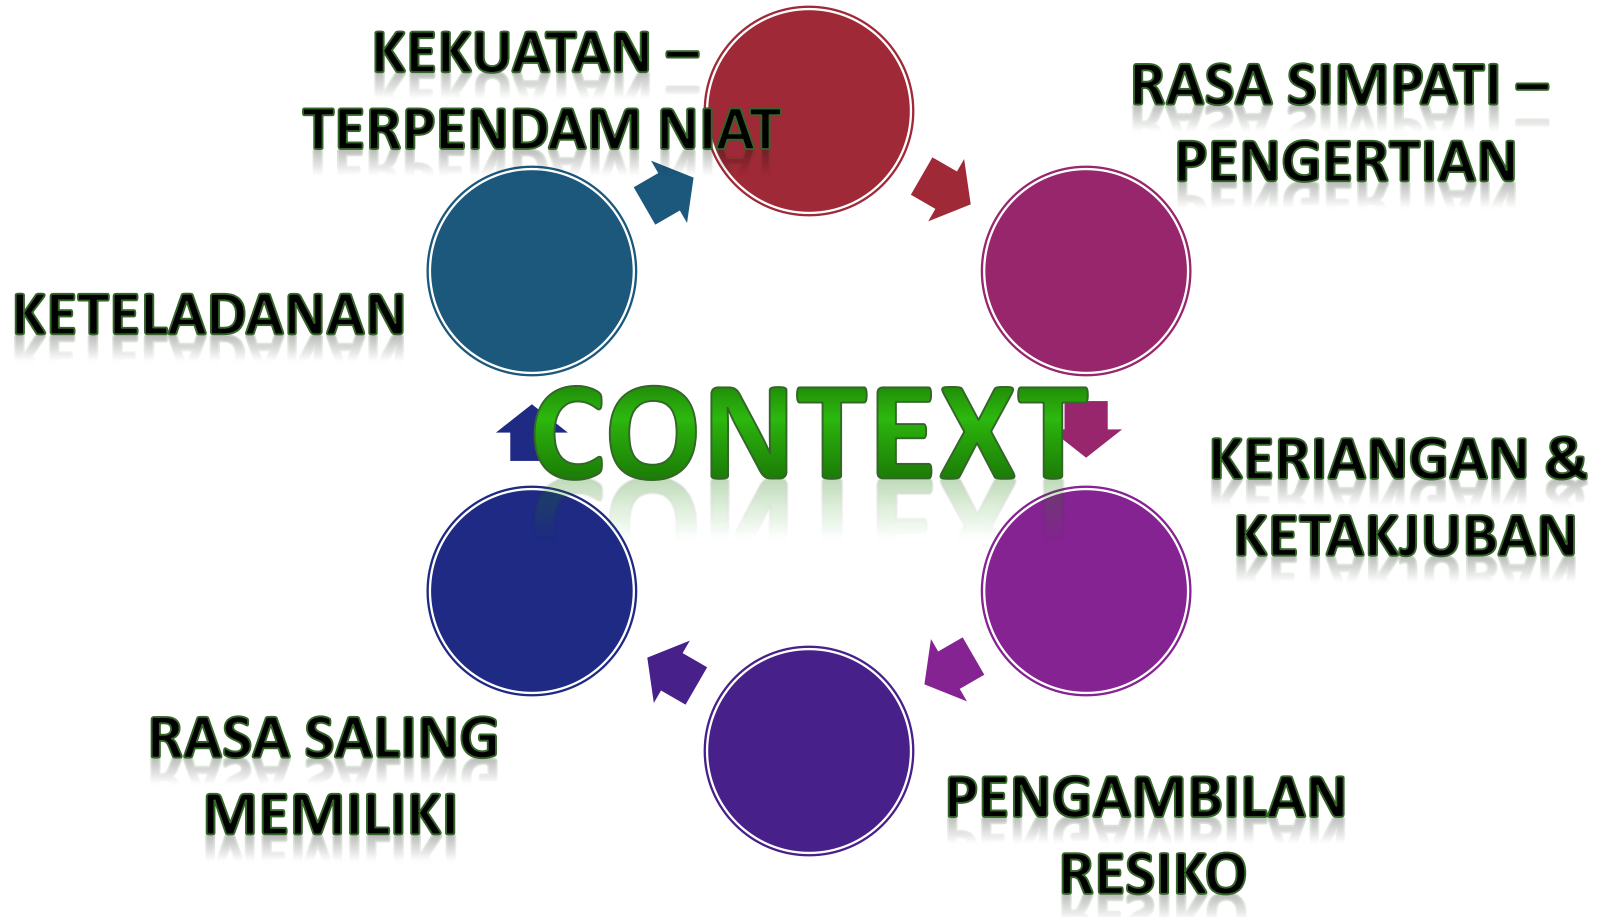 KEKUATAN –
TERPENDAM NIAT
RASA SIMPATI –
PENGERTIAN
KETELADANAN
CONTEXT
KERIANGAN &
KETAKJUBAN
RASA SALING
MEMILIKI
PENGAMBILAN
RESIKO